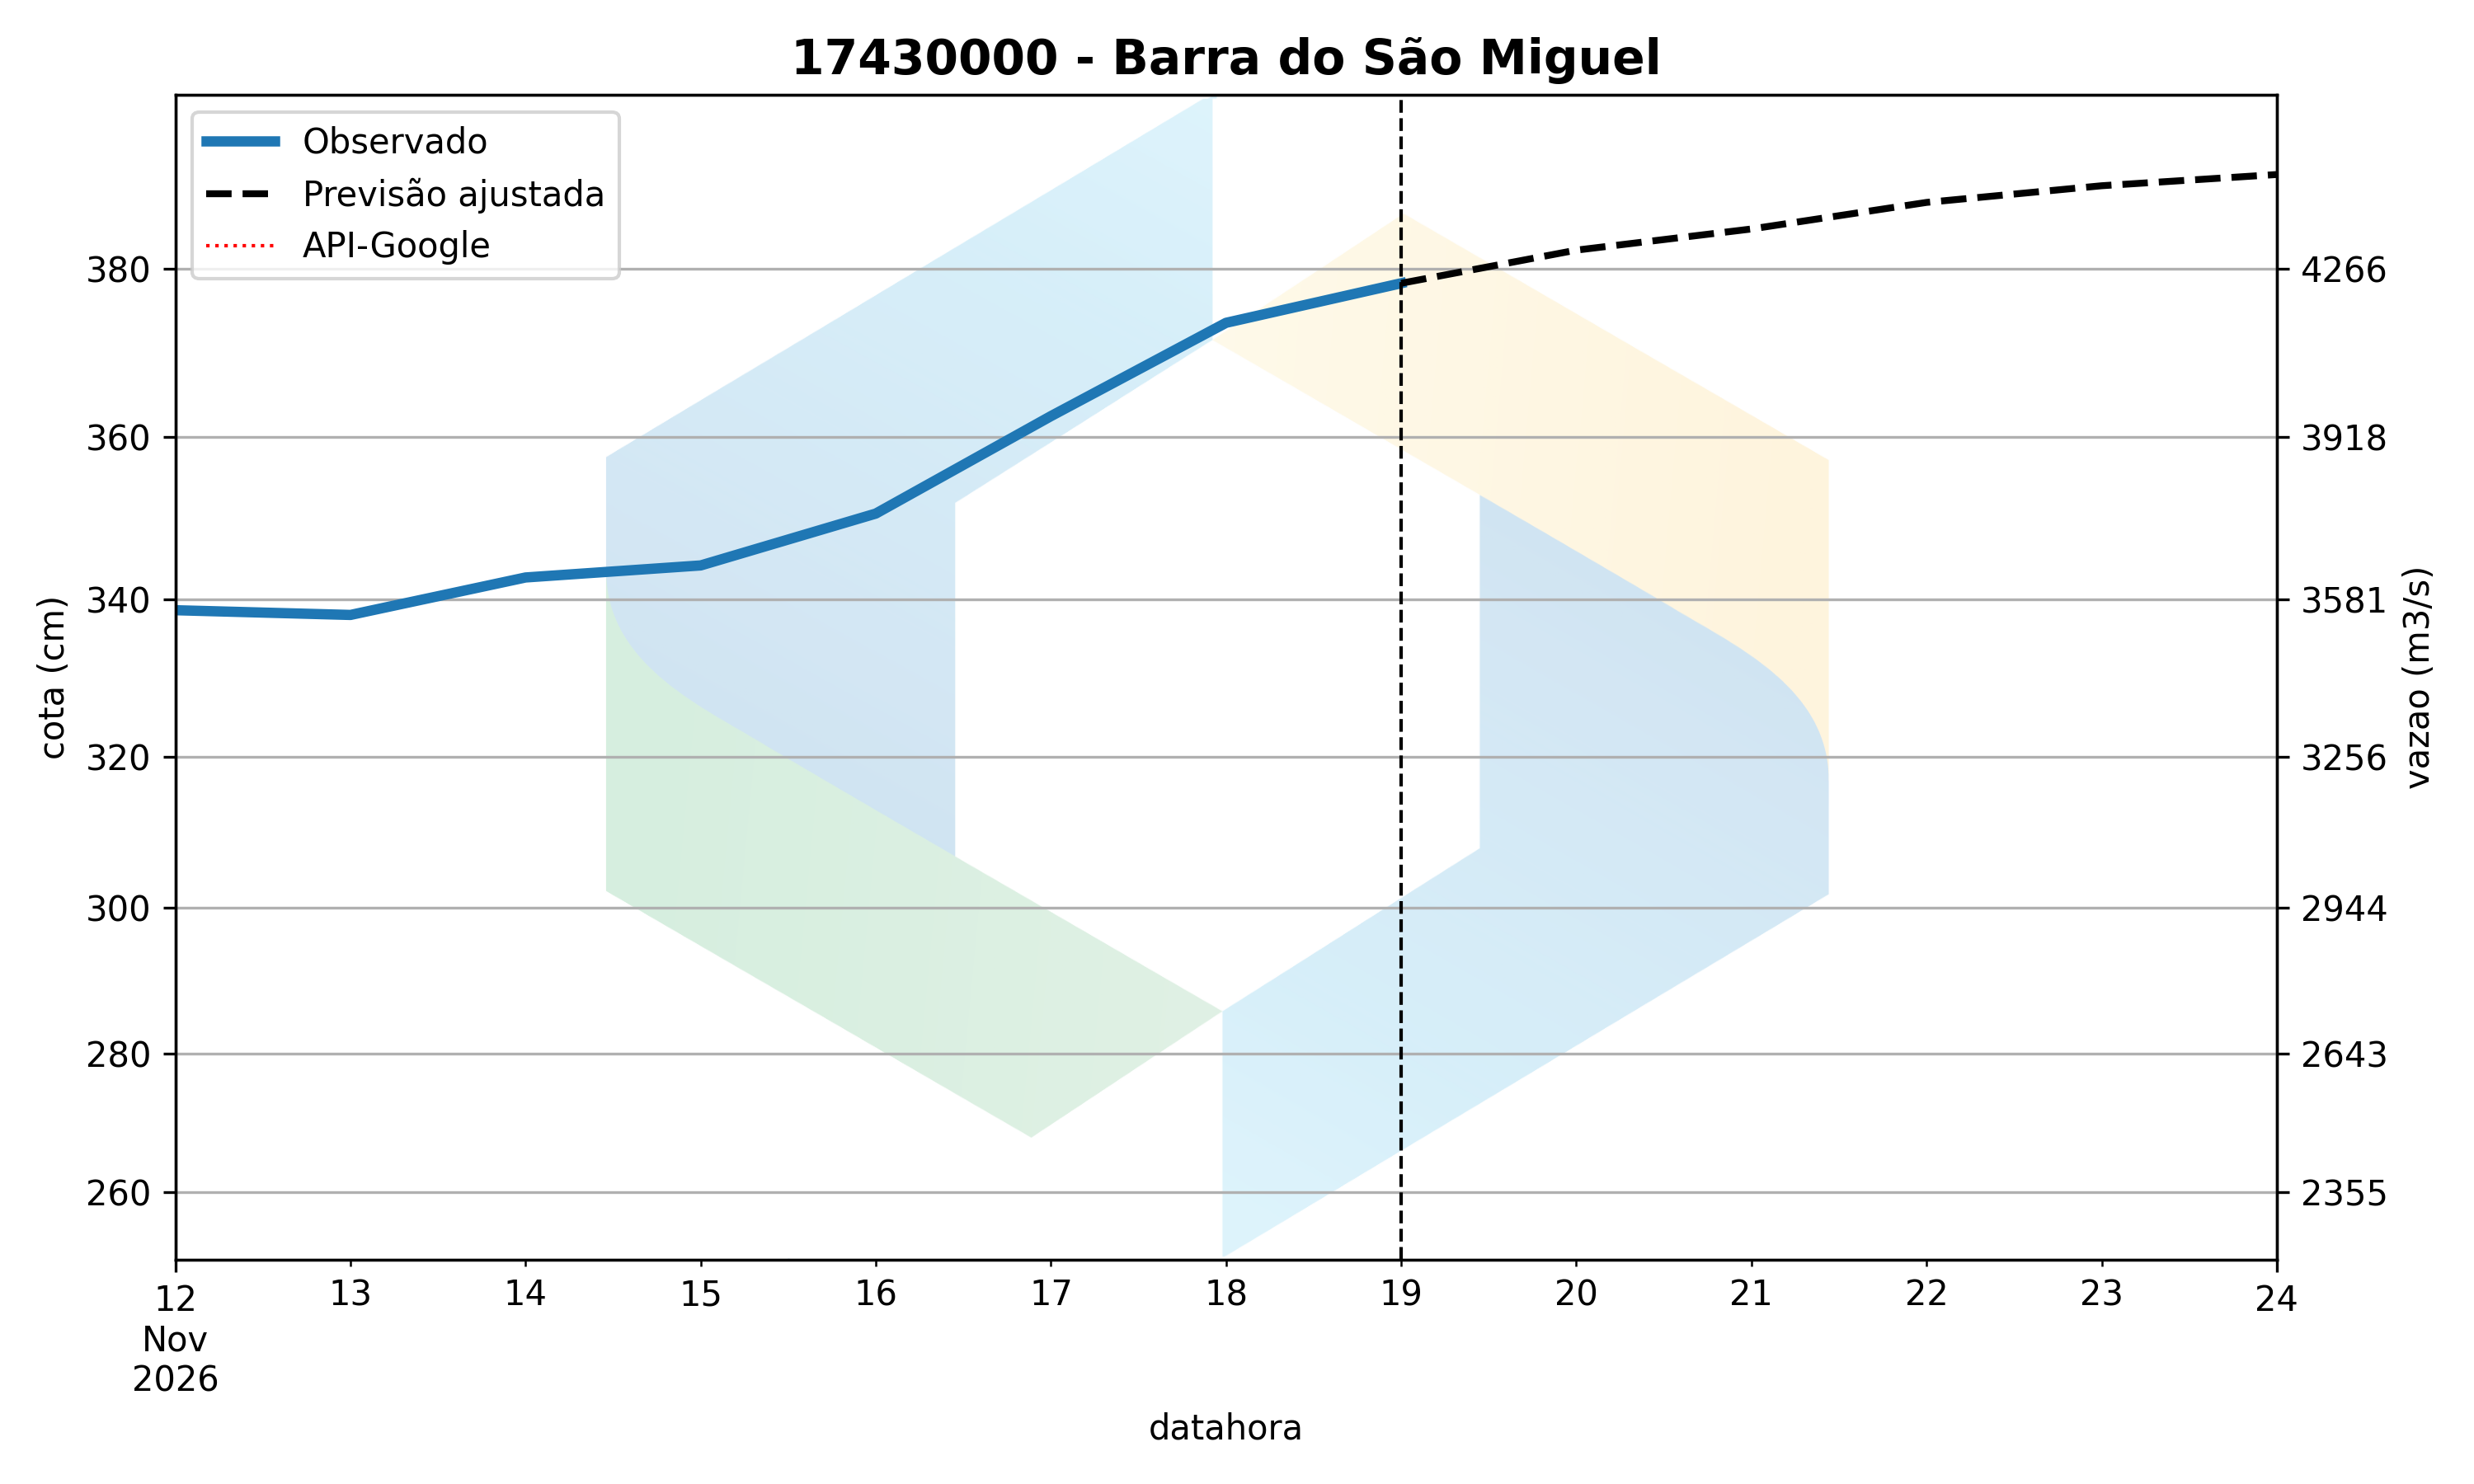 17430000 - Barra do São Miguel
Observado
Previsão ajustada
API-Google
cota (cm)
380
360
340
320
300
280
260
4266
3918
3581
3256
2944
2643
2355
vazao (m3/s)
12 13 14 15 16 17 18 19 20 21 22 23 24
Nov
2026
datahora